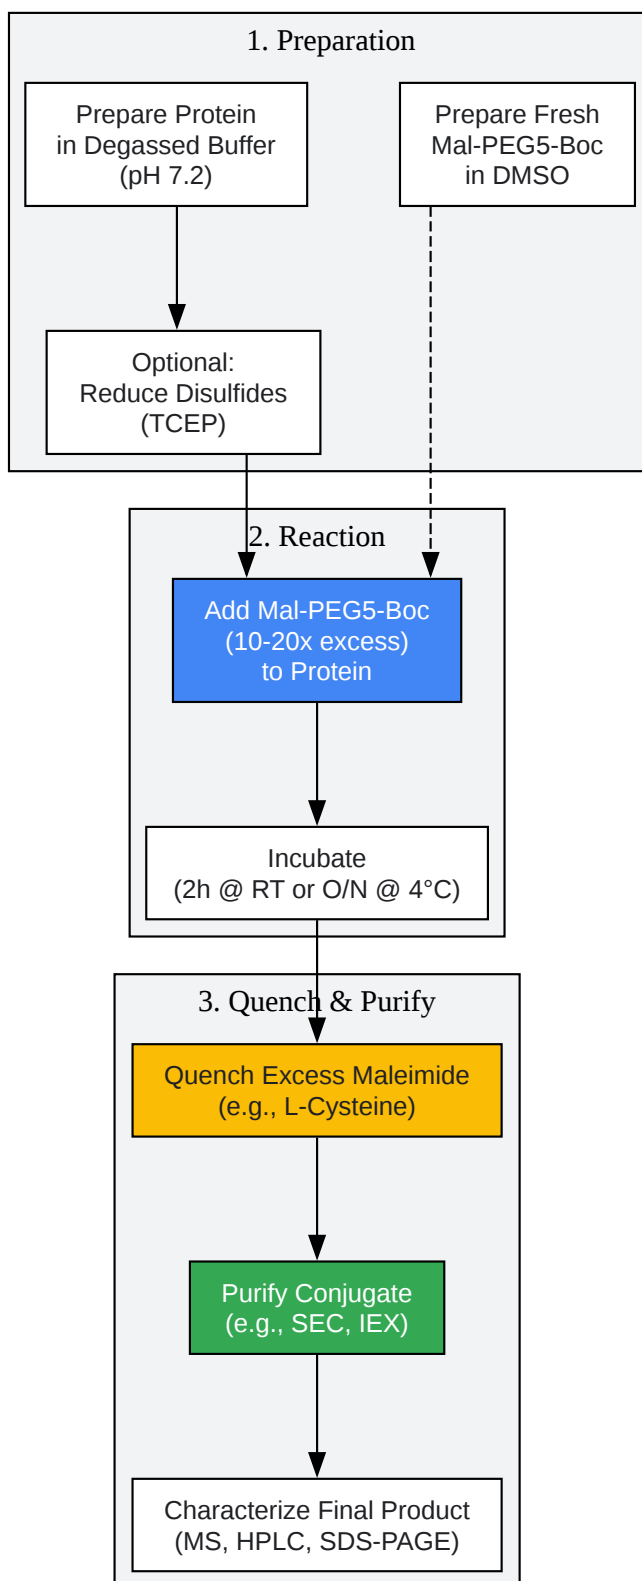 1. Preparation
Prepare Protein
in Degassed Buffer
(pH 7.2)
Prepare Fresh
Mal-PEG5-Boc
in DMSO
Optional:
Reduce Disulfides
(TCEP)
2. Reaction
Add Mal-PEG5-Boc
(10-20x excess)
to Protein
Incubate
(2h @ RT or O/N @ 4°C)
3. Quench & Purify
Quench Excess Maleimide
(e.g., L-Cysteine)
Purify Conjugate
(e.g., SEC, IEX)
Characterize Final Product
(MS, HPLC, SDS-PAGE)